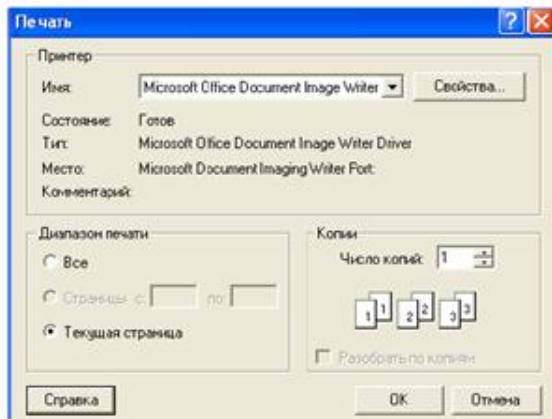 Печать
Принтер
Имя: Microsoft Office Document Image Writer Свойства...
Состояние: Готов
Тип: Microsoft Office Document Image Writer Driver
Место: Microsoft Document Imaging Writer Port:
Комментарий:
Диапазон печати
Все
Страницы с: по:
Текущая страница
Копии
Число копий: 1
1 1 2 2 3 3
Разобрать по копиям
Справка OK Отмена